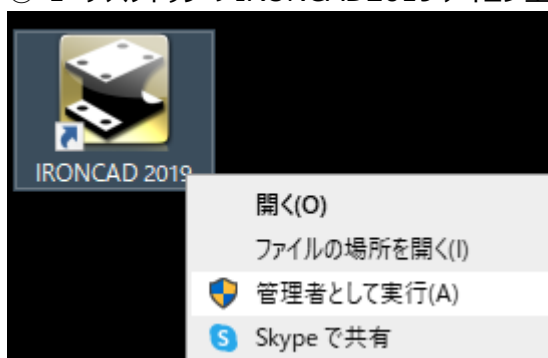 IRONCAD 2019
開く(O)
ファイルの場所を開く(I)
管理者として実行(A)
Skype で共有